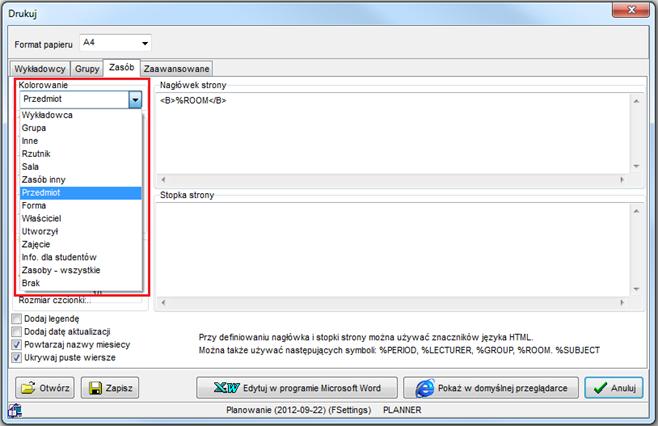 Drukuj
Format papieru A4
Wykładowcy Grupy Zasób Zaawansowane
Kolorowanie
Przedmiot
Wykładowca
Grupa
Inne
Rzutnik
Sala
Zasób inny
Przedmiot
Forma
Właściciel
Utworzył
Zajęcie
Info. dla studentów
Zasoby - wszystkie
Brak
Rozmiar czcionki:
Nagłówek strony
<B>%ROOM</B>
Stopka strony
Dodaj legendę
Dodaj datę aktualizacji
Powtarzaj nazwy miesięcy
Ukrywaj puste wiersze
Przy definiowaniu nagłówka i stopki strony można używać znaczników języka HTML.
Można także używać następujących symboli: %PERIOD, %LECTURER, %GROUP, %ROOM. %SUBJECT
Otwórz Zapisz Edytuj w programie Microsoft Word Pokaż w domyślnej przeglądarce Anuluj
Planowanie (2012-09-22) (FSettings) PLANNER